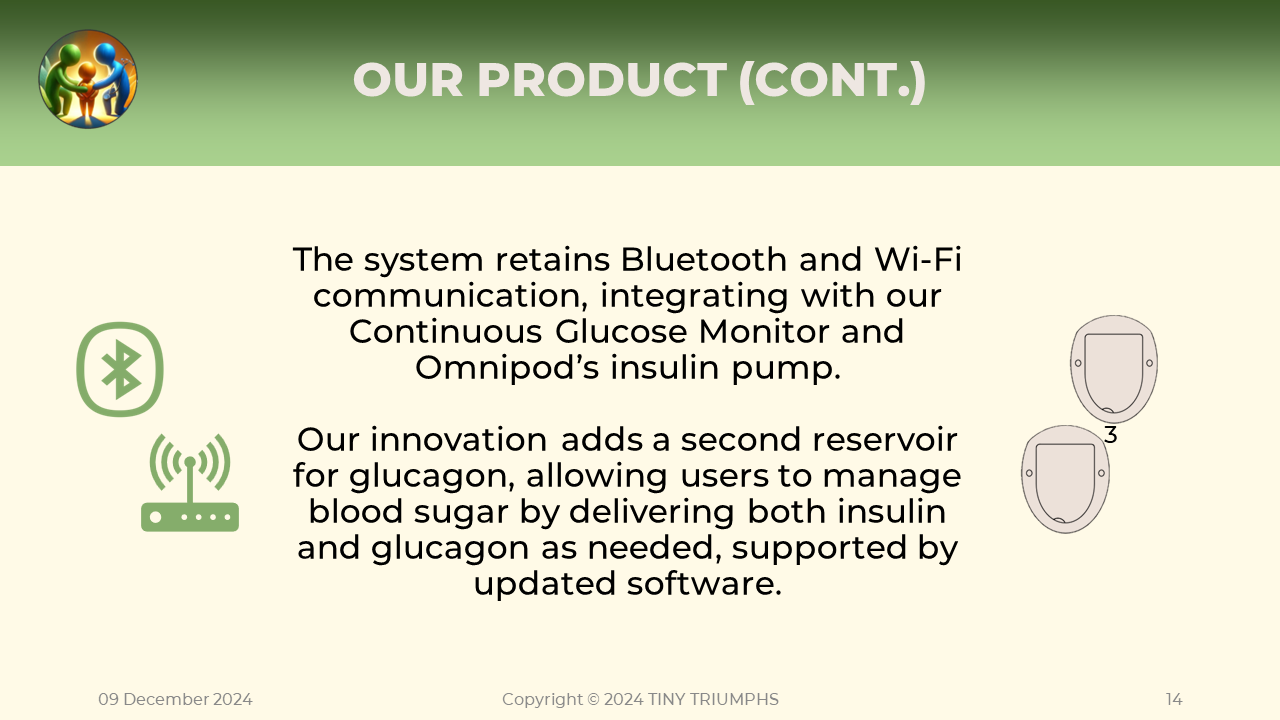 OUR PRODUCT (CONT.)
The system retains Bluetooth and Wi-Fi
communication, integrating with our
Continuous Glucose Monitor and
Omnipod’s insulin pump.
Our innovation adds a second reservoir
for glucagon, allowing users to manage
blood sugar by delivering both insulin
and glucagon as needed, supported by
updated software.
3
09 December 2024
Copyright © 2024 TINY TRIUMPHS
14